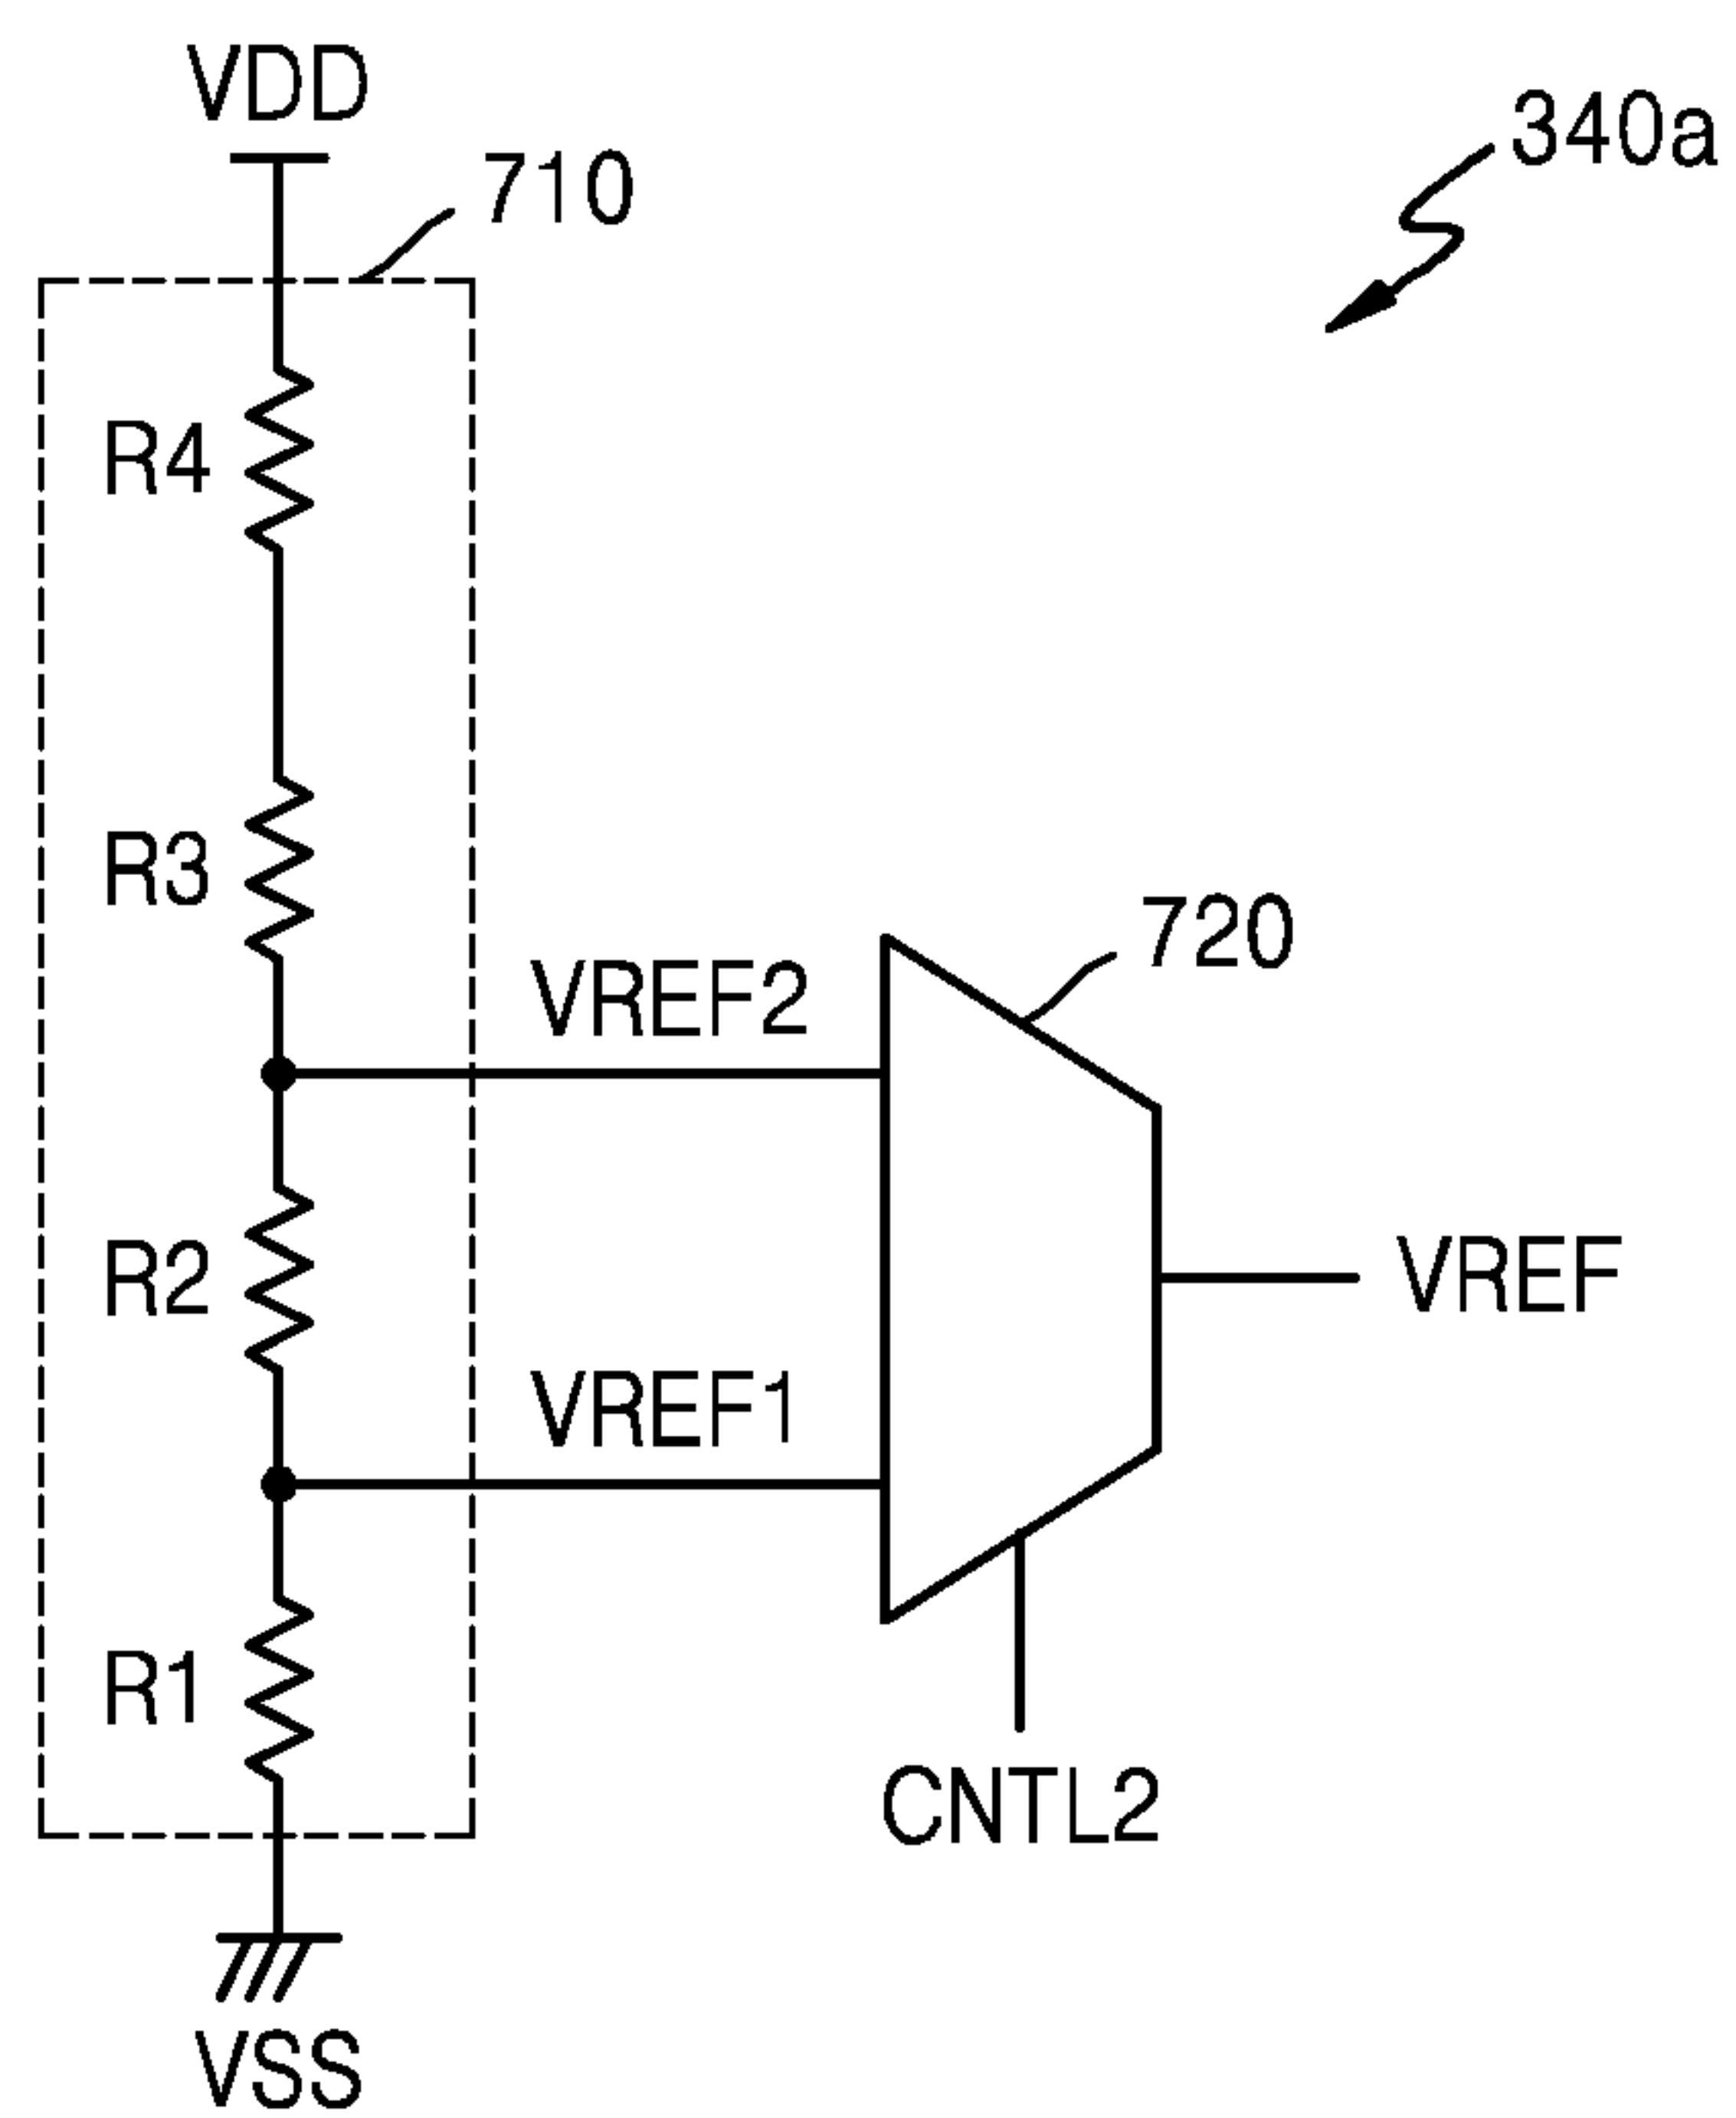 VDD
710
340a
R4
R3
720
VREF2
R2
VREF
VREF1
R1
CNTL2
VSS